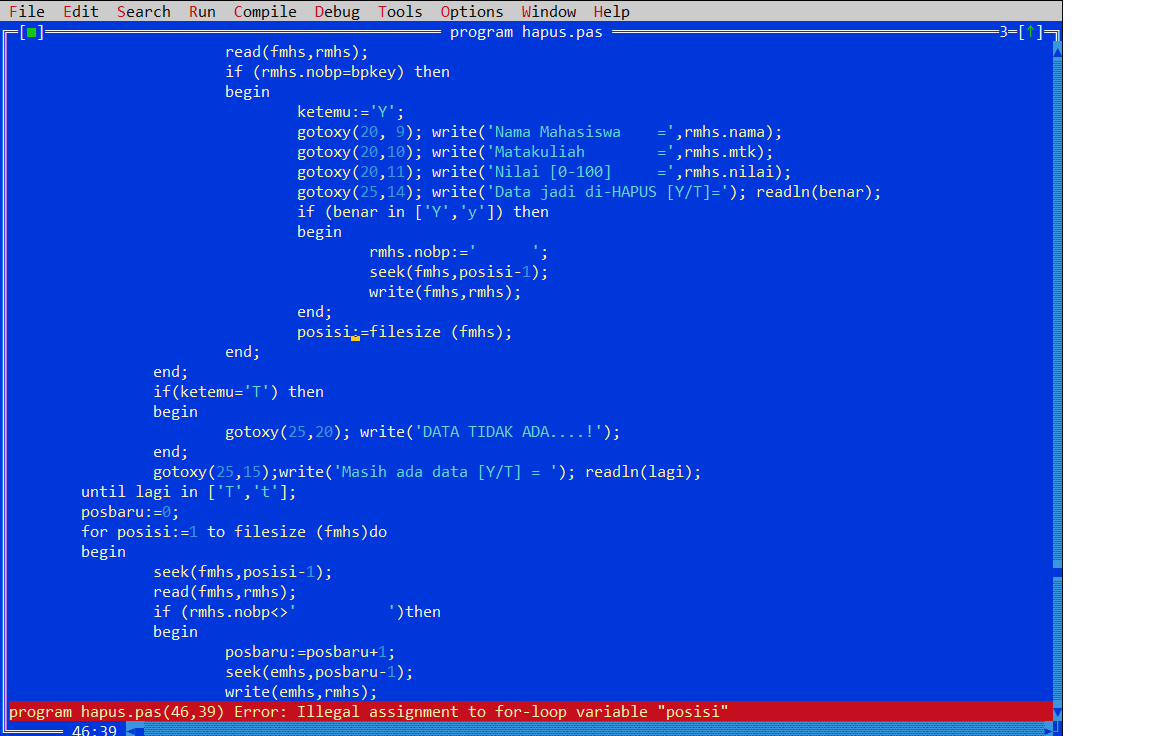 File Edit Search Run Compile Debug Tools Options Window Help
[■] program hapus.pas 3=[↑]
read(fmhs,rmhs);
if (rmhs.nobp=bpkey) then
begin
ketemu:='Y';
gotoxy(20, 9); write('Nama Mahasiswa    =',rmhs.nama);
gotoxy(20,10); write('Matakuliah        =',rmhs.mtk);
gotoxy(20,11); write('Nilai [0-100]     =',rmhs.nilai);
gotoxy(25,14); write('Data jadi di-HAPUS [Y/T]='); readln(benar);
if (benar in ['Y','y']) then
begin
rmhs.nobp:='      ';
seek(fmhs,posisi-1);
write(fmhs,rmhs);
end;
posisi:=filesize (fmhs);
end;
end;
if(ketemu='T') then
begin
gotoxy(25,20); write('DATA TIDAK ADA....!');
end;
gotoxy(25,15);write('Masih ada data [Y/T] = '); readln(lagi);
until lagi in ['T','t'];
posbaru:=0;
for posisi:=1 to filesize (fmhs)do
begin
seek(fmhs,posisi-1);
read(fmhs,rmhs);
if (rmhs.nobp<>'          ')then
begin
posbaru:=posbaru+1;
seek(emhs,posbaru-1);
write(emhs,rmhs);
program hapus.pas(46,39) Error: Illegal assignment to for-loop variable "posisi"
46:39